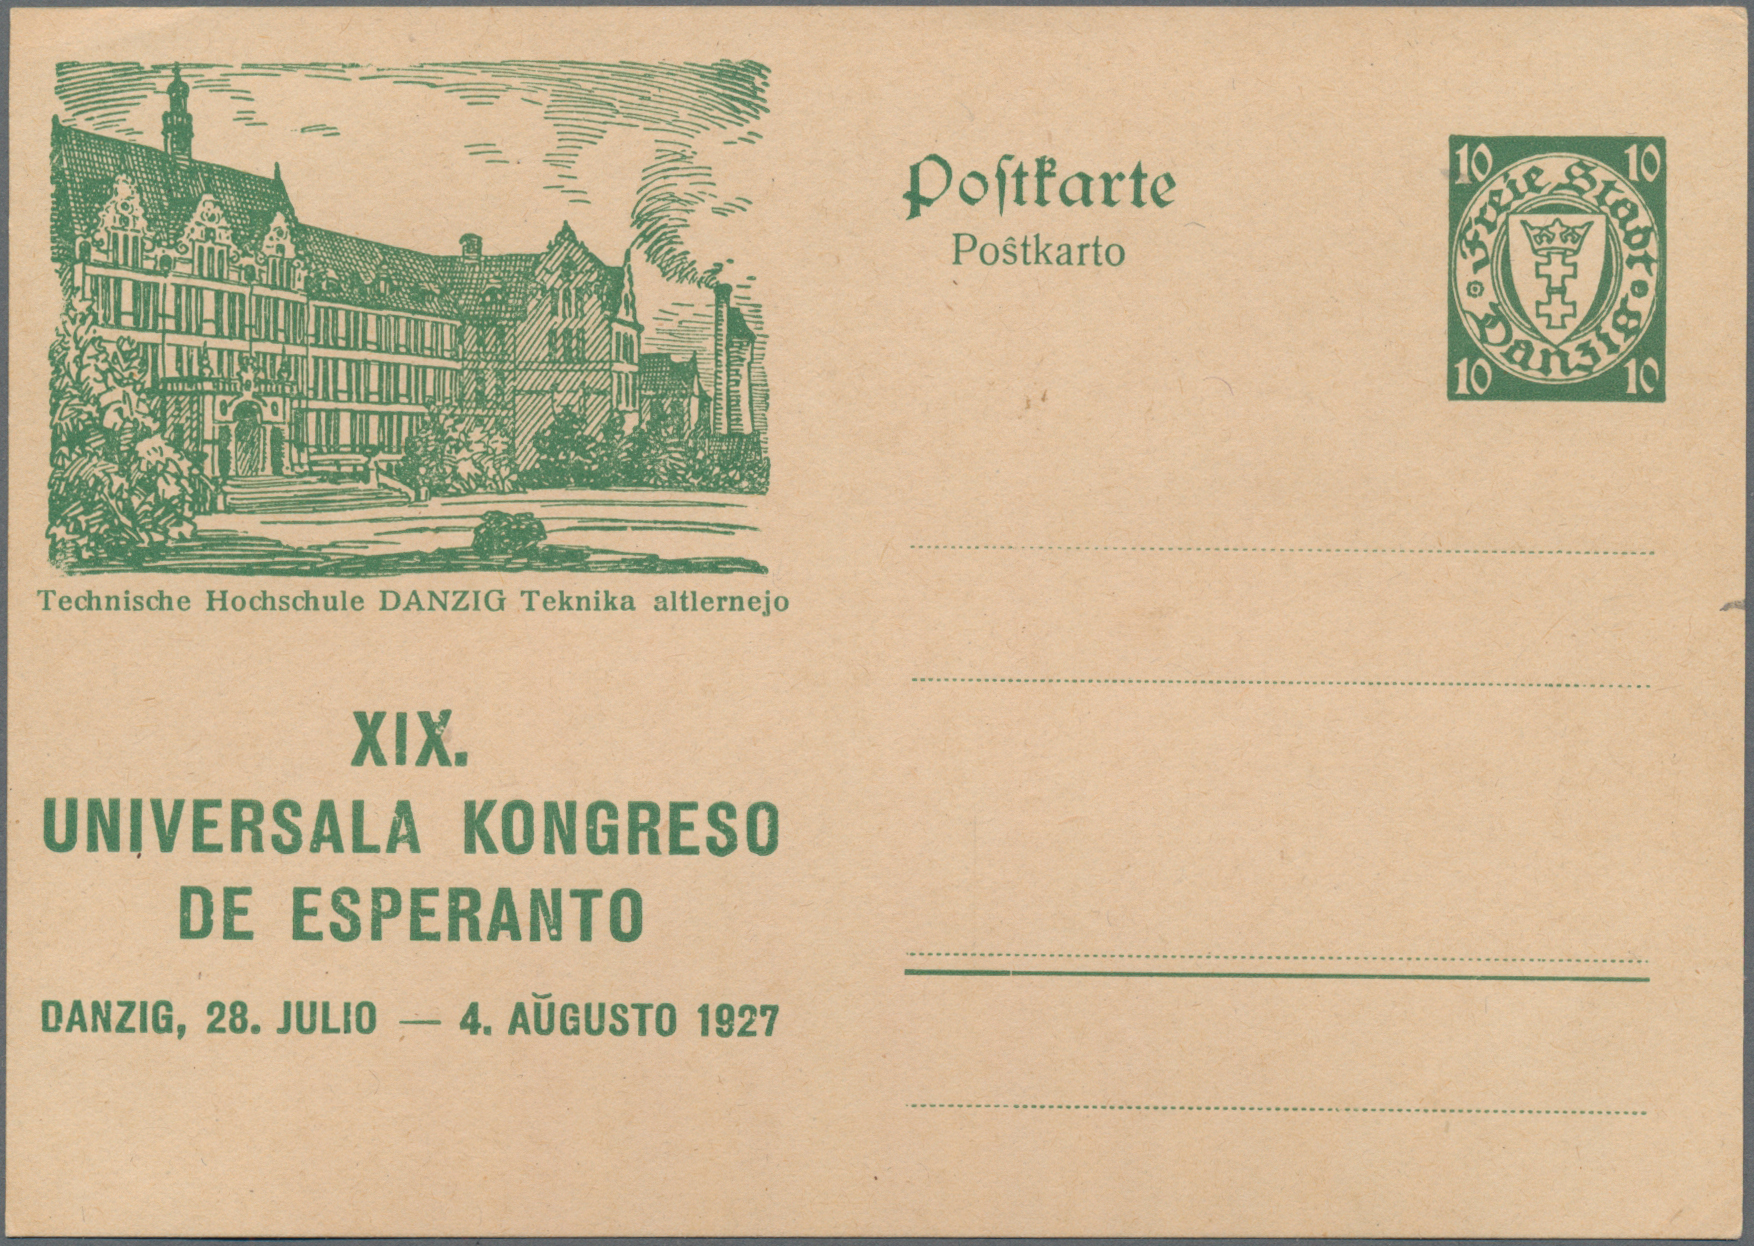 Technische Hochschule DANZIG Teknika altlernejo
XIX.
UNIVERSALA KONGRESO
DE ESPERANTO
DANZIG, 28. JULIO — 4. AŬGUSTO 1927
Poſtkarte
Poŝtkarto
10 10
Freie Stadt
Danzig
10 10